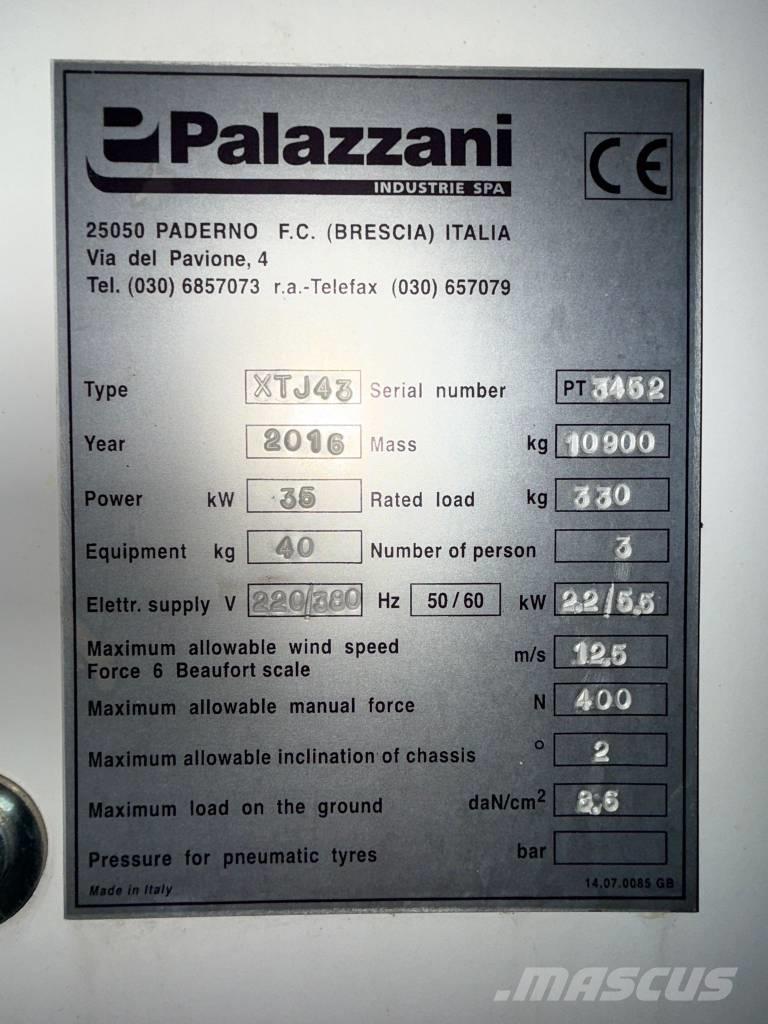 Palazzani
INDUSTRIE SPA
CE
25050 PADERNO F.C. (BRESCIA) ITALIA
Via del Pavione, 4
Tel. (030) 6857073 r.a.-Telefax (030) 657079
Type XTJ43 Serial number PT 3452
Year 2016 Mass kg 10900
Power kW 35 Rated load kg 330
Equipment kg 40 Number of person 3
Elettr. supply V 220/380 Hz 50/60 kW 2.2/5.5
Maximum allowable wind speed
Force 6 Beaufort scale m/s 12.5
Maximum allowable manual force N 400
Maximum allowable inclination of chassis ° 2
Maximum load on the ground daN/cm2
Pressure for pneumatic tyres bar
Made in Italy 14.07.0085 GB
MASCUS